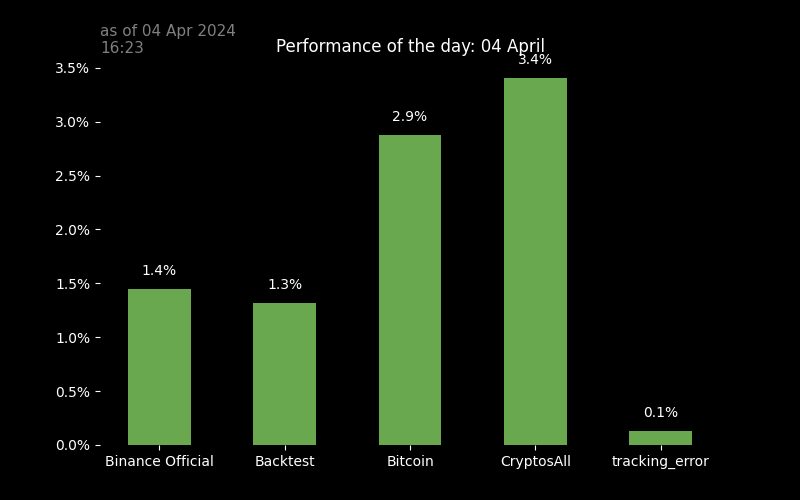 as of 04 Apr 2024
16:23
Performance of the day: 04 April
3.5%
3.0%
2.5%
2.0%
1.5%
1.0%
0.5%
0.0%
1.4%
1.3%
2.9%
3.4%
0.1%
Binance Official
Backtest
Bitcoin
CryptosAll
tracking_error